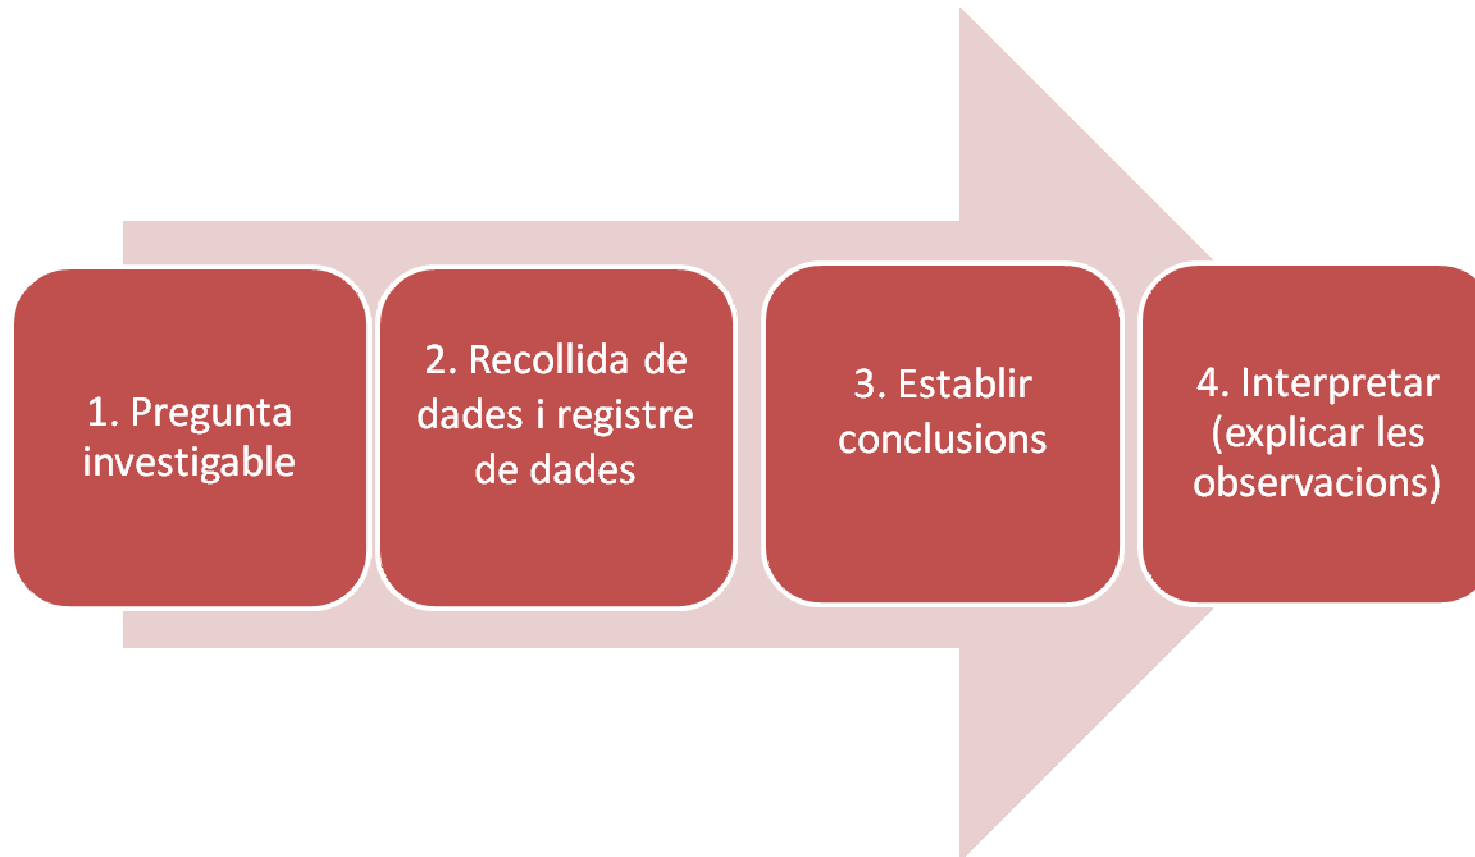 1. Pregunta
investigable
2. Recollida de
dades i registre
de dades
3. Establir
conclusions
4. Interpretar
(explicar les
observacions)